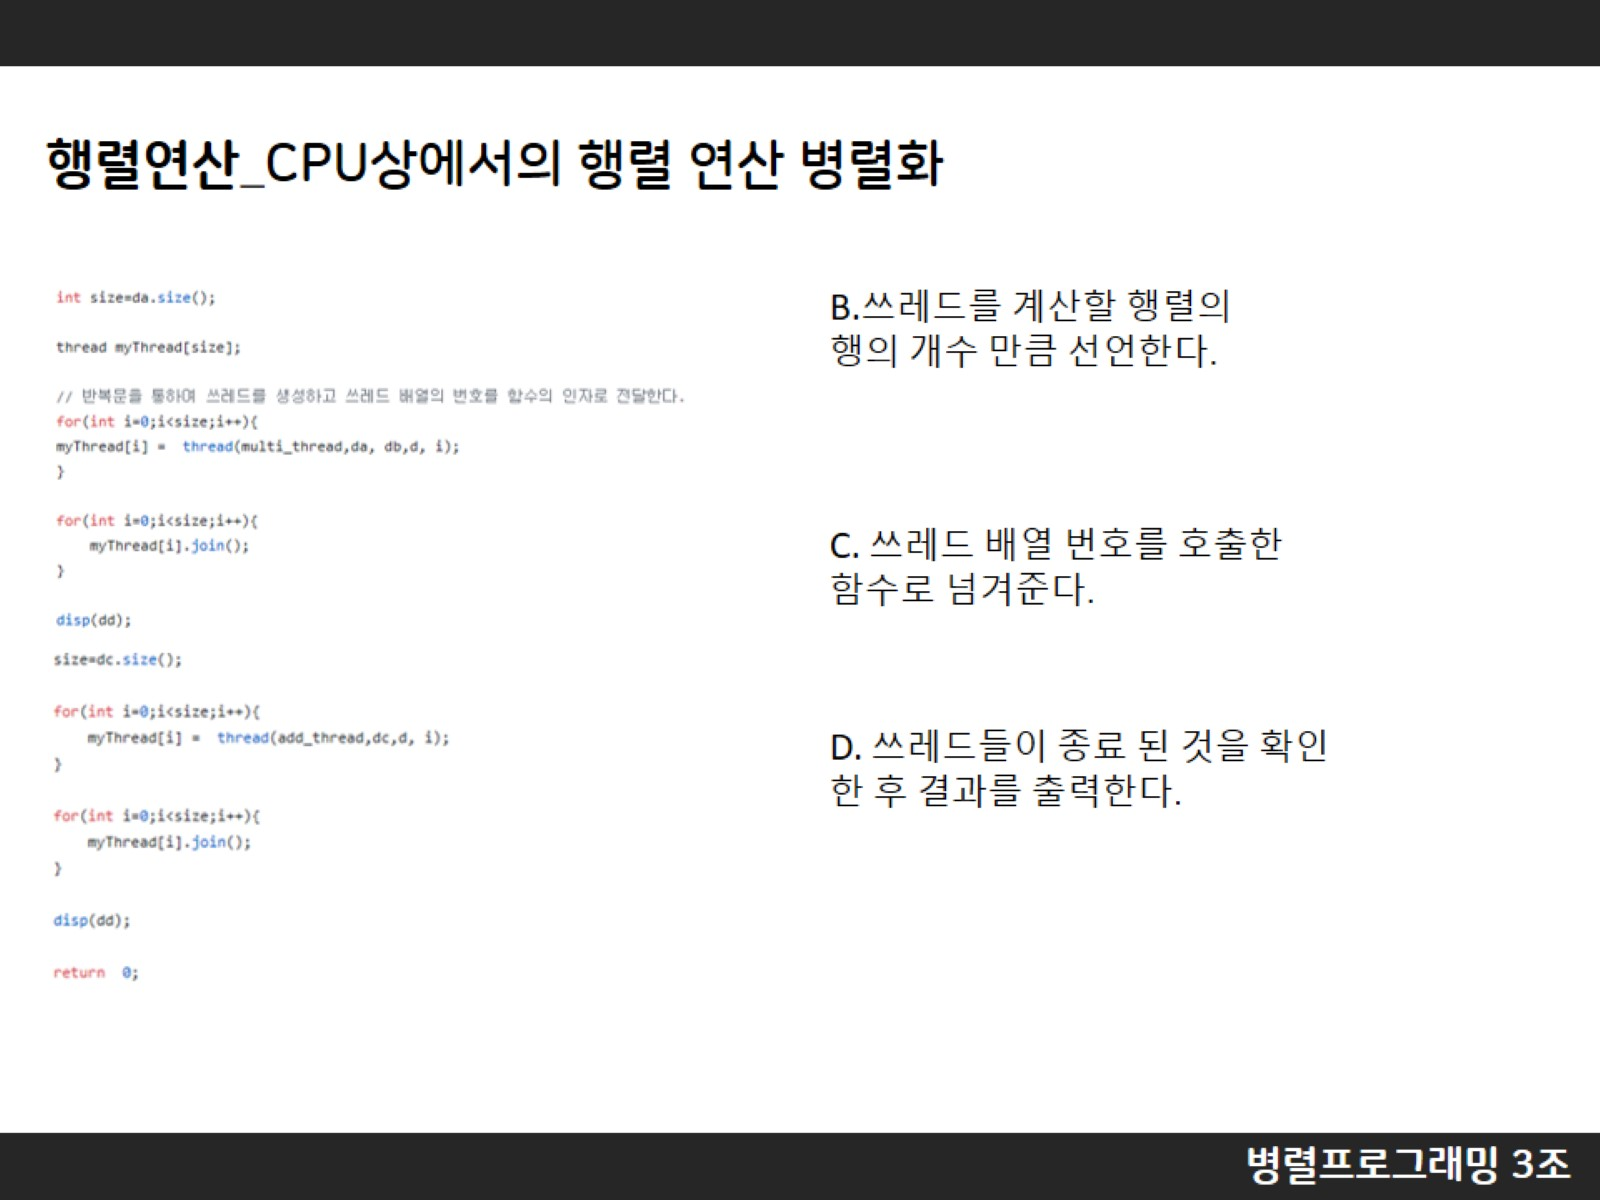 행렬연산_CPU상에서의 행렬 연산 병렬화
int size=da.size();
thread myThread[size];
// 반복문을 통하여 쓰레드를 생성하고 쓰레드 배열의 번호를 함수의 인자로 전달한다.
for(int i=0;i<size;i++){
myThread[i] =  thread(multi_thread,da, db,d, i);
}
for(int i=0;i<size;i++){
    myThread[i].join();
}
disp(dd);
size=dc.size();
for(int i=0;i<size;i++){
    myThread[i] =  thread(add_thread,dc,d, i);
}
for(int i=0;i<size;i++){
    myThread[i].join();
}
disp(dd);
return  0;
B.쓰레드를 계산할 행렬의
행의 개수 만큼 선언한다.
C. 쓰레드 배열 번호를 호출한
함수로 넘겨준다.
D. 쓰레드들이 종료 된 것을 확인
한 후 결과를 출력한다.
병렬프로그래밍 3조